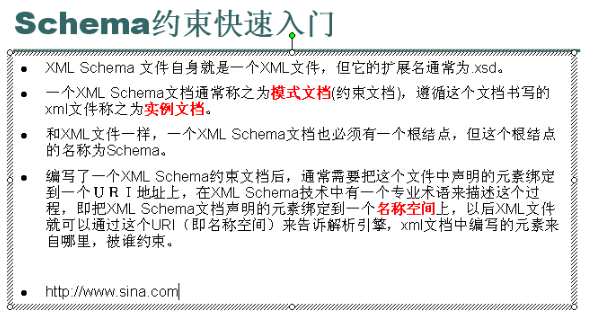 Schema约束快速入门
XML Schema 文件自身就是一个XML文件，但它的扩展名通常为.xsd。
一个XML Schema文档通常称之为模式文档(约束文档)，遵循这个文档书写的
xml文件称之为实例文档。
和XML文件一样，一个XML Schema文档也必须有一个根结点，但这个根结点
的名称为Schema。
编写了一个XML Schema约束文档后，通常需要把这个文件中声明的元素绑定
到一个ＵＲＩ地址上，在XML Schema技术中有一个专业术语来描述这个过
程，即把XML Schema文档声明的元素绑定到一个名称空间上，以后XML文件
就可以通过这个URI（即名称空间）来告诉解析引擎，xml文档中编写的元素来
自哪里，被谁约束。
http://www.sina.com